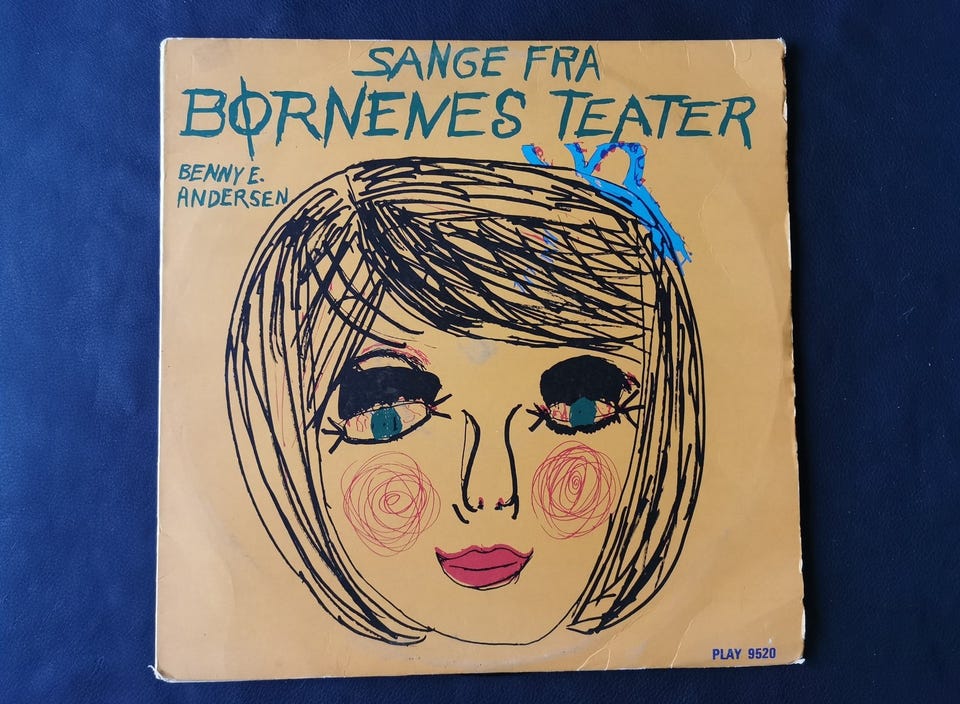 SANGE FRA
BØRNENES TEATER
BENNY E.
ANDERSEN
PLAY 9520